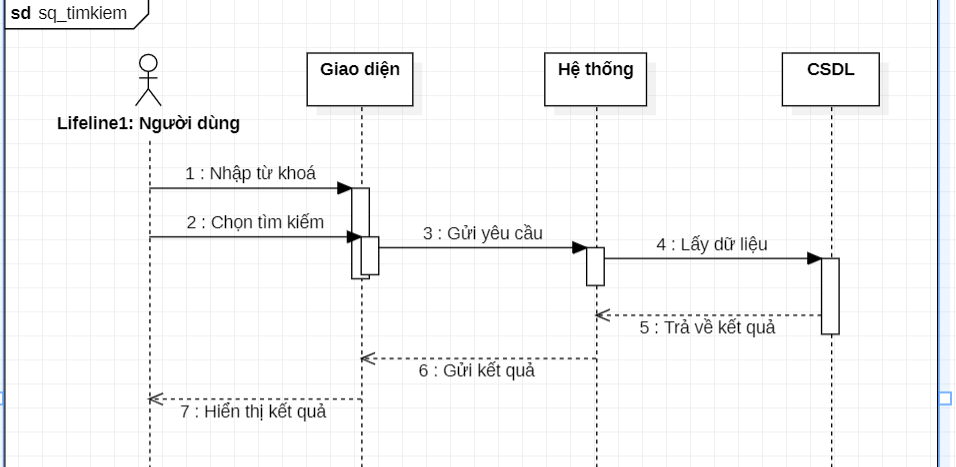 sd sq_timkiem
Giao diện
Hệ thống
CSDL
Lifeline1: Người dùng
1 : Nhập từ khoá
2 : Chọn tìm kiếm
3 : Gửi yêu cầu
4 : Lấy dữ liệu
5 : Trả về kết quả
6 : Gửi kết quả
7 : Hiển thị kết quả